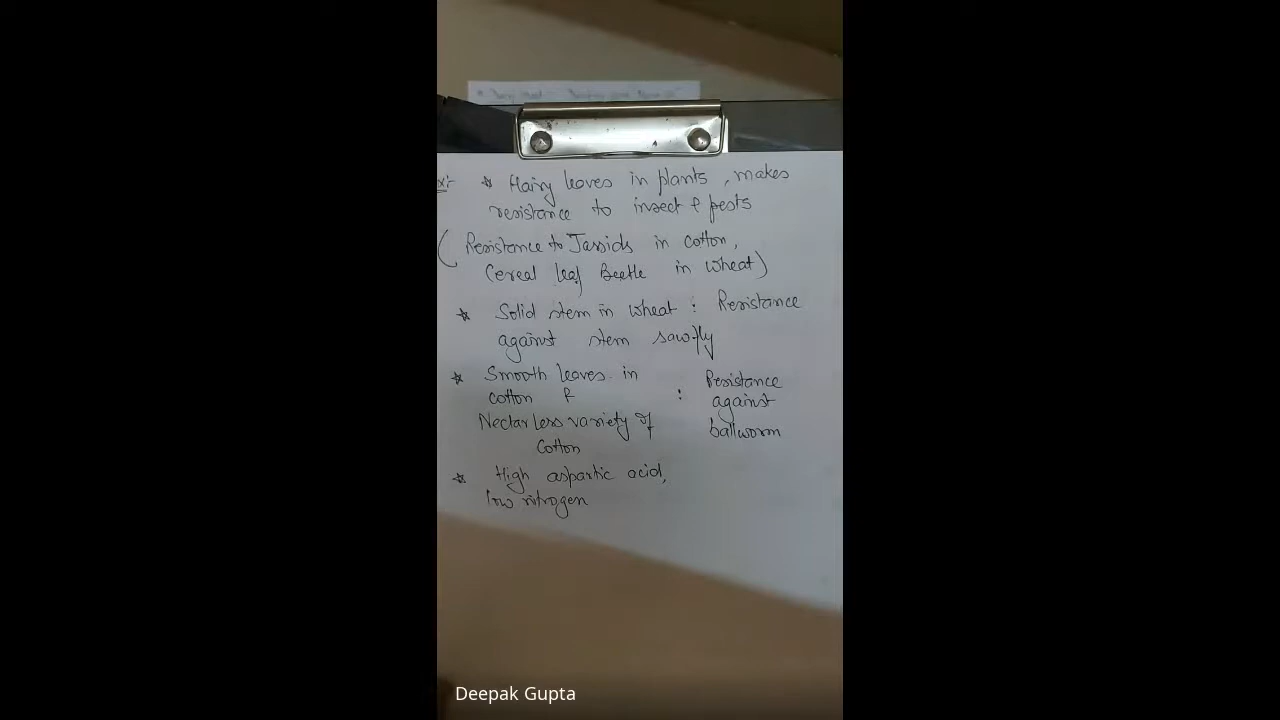 Ex:- * Hairy leaves in plants, makes
resistance to insect & pests
(Resistance to Jassids in cotton,
Cereal leaf Beetle in wheat)
* Solid stem in wheat : Resistance
against stem sawfly
* Smooth leaves in
cotton &
Nectar less variety of
Cotton
: Resistance
against
ballworm
* High aspartic acid,
low nitrogen
Deepak Gupta